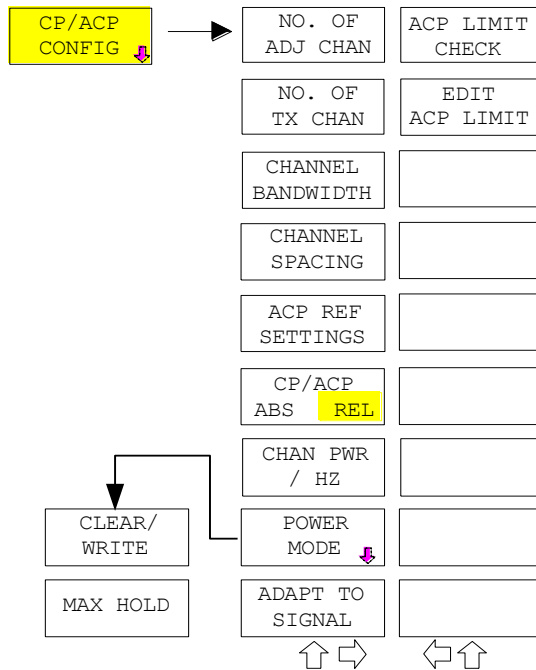 CP/ACP
CONFIG
NO. OF
ADJ CHAN
ACP LIMIT
CHECK
NO. OF
TX CHAN
EDIT
ACP LIMIT
CHANNEL
BANDWIDTH
CHANNEL
SPACING
ACP REF
SETTINGS
CP/ACP
ABS REL
CHAN PWR
/ HZ
CLEAR/
WRITE
POWER
MODE
MAX HOLD
ADAPT TO
SIGNAL